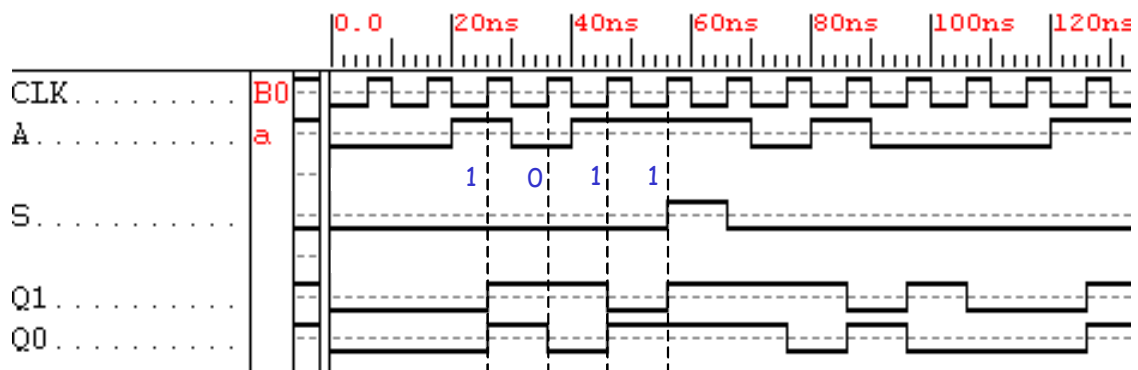 0.0 20ns 40ns 60ns 80ns 100ns 120ns
CLK......... B0
A........... a
1 0 1 1
S...........
Q1..........
Q0..........